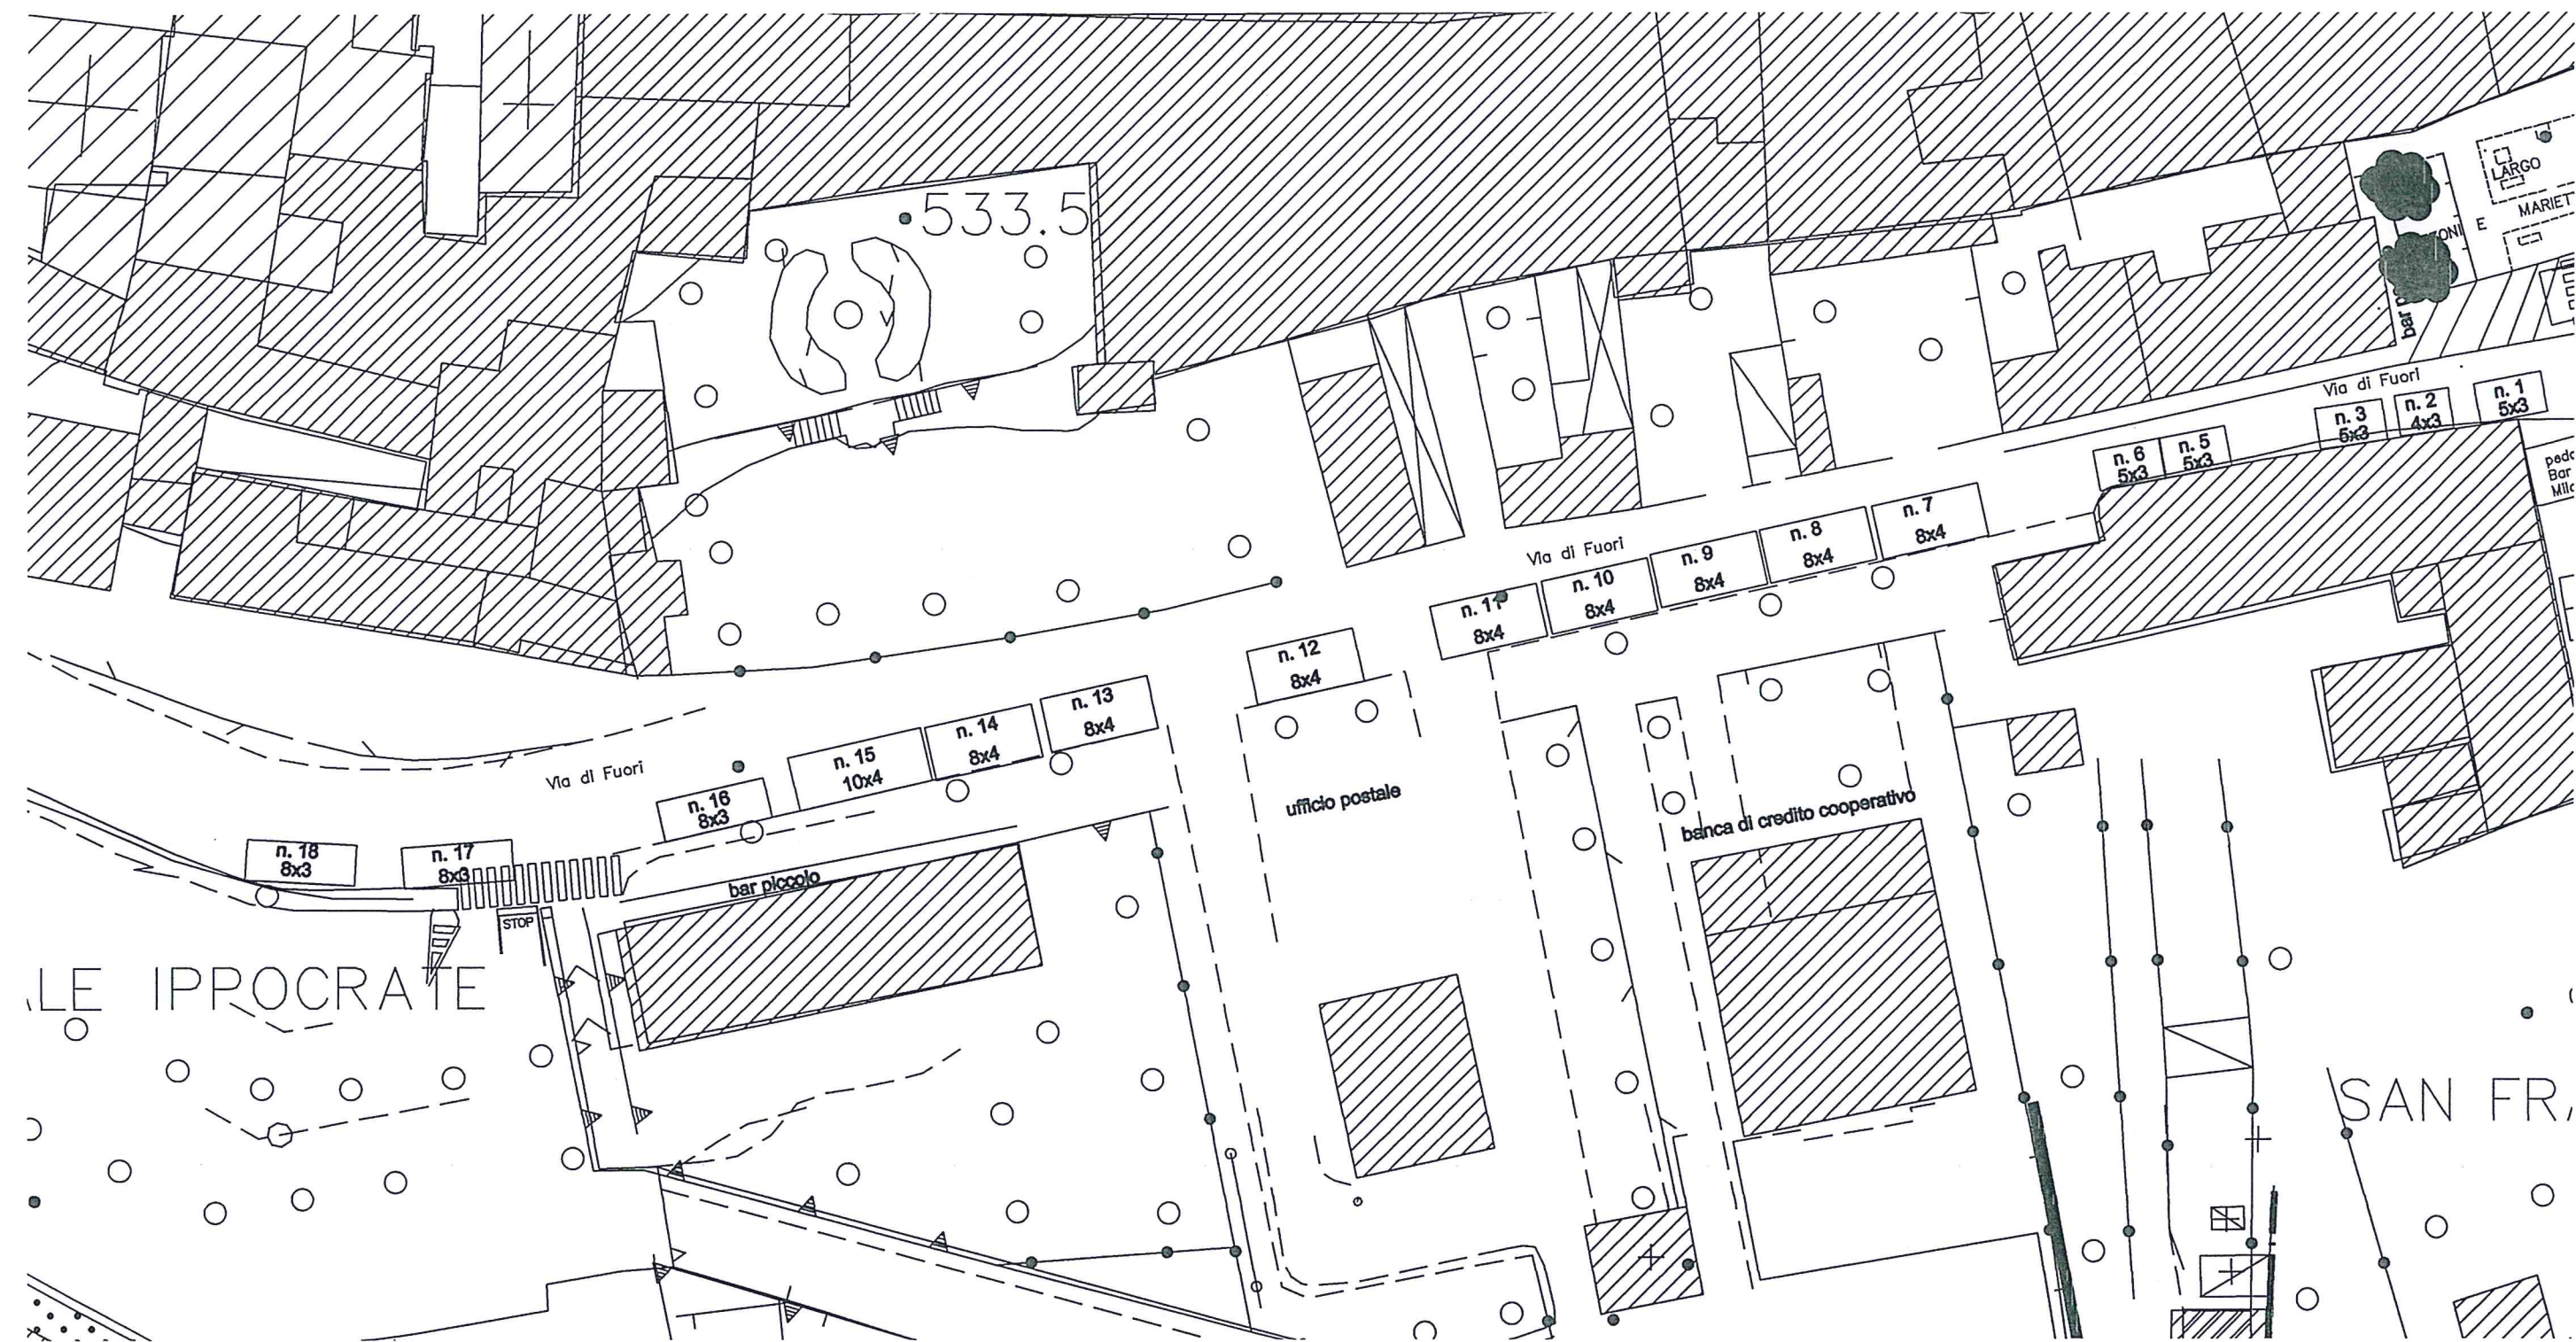 533.5
LARGO
MARIET
E
Via di Fuori
n. 1
5x3
n. 2
4x3
n. 3
5x3
n. 5
5x3
n. 6
5x3
Bar
n. 7
8x4
n. 8
8x4
n. 9
8x4
n. 10
8x4
n. 11
8x4
Via di Fuori
n. 12
8x4
n. 13
8x4
n. 14
8x4
n. 15
10x4
n. 16
8x3
Via di Fuori
n. 17
8x3
n. 18
8x3
STOP
bar piccolo
ufficio postale
banca di credito cooperativo
LE IPPOCRATE
SAN FR
bar